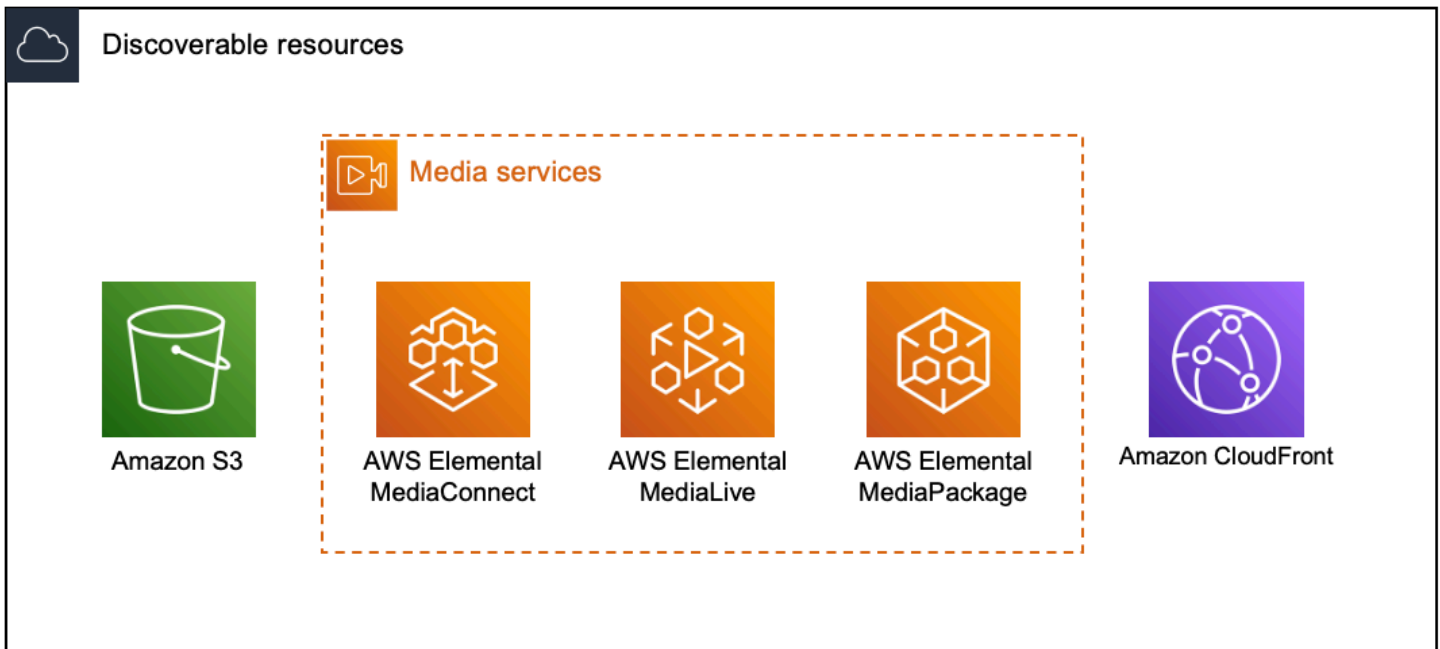 Discoverable resources
Media services
Amazon S3
AWS Elemental
MediaConnect
AWS Elemental
MediaLive
AWS Elemental
MediaPackage
Amazon CloudFront